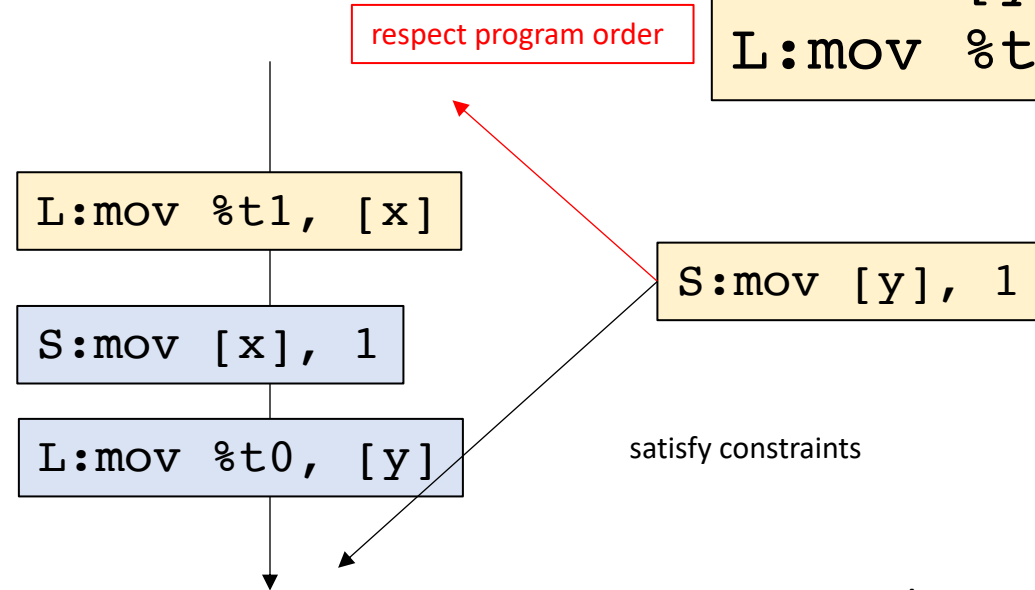 respect program order
L:mov %t
L:mov %t1, [x]
S:mov [y], 1
S:mov [x], 1
L:mov %t0, [y]
satisfy constraints